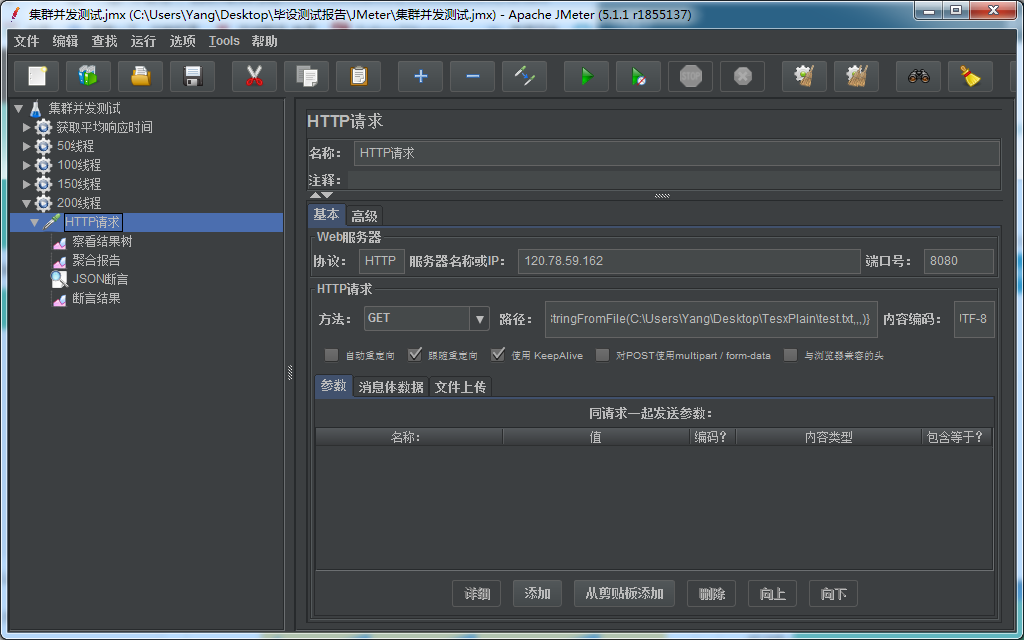 集群并发测试.jmx (C:\Users\Yang\Desktop\毕设测试报告\JMeter\集群并发测试.jmx) - Apache JMeter (5.1.1 r1855137)
文件 编辑 查找 运行 选项 Tools 帮助
STOP
集群并发测试
获取平均响应时间
50线程
100线程
150线程
200线程
HTTP请求
察看结果树
聚合报告
JSON断言
断言结果
HTTP请求
名称： HTTP请求
注释：
基本 高级
Web服务器
协议： HTTP 服务器名称或IP： 120.78.59.162 端口号： 8080
HTTP请求
方法： GET 路径： StringFromFile(C:\Users\Yang\Desktop\TesxPlain\test.txt,,,)} 内容编码： UTF-8
自动重定向 跟随重定向 使用 KeepAlive 对POST使用multipart / form-data 与浏览器兼容的头
参数 消息体数据 文件上传
同请求一起发送参数：
名称： 值 编码？ 内容类型 包含等于？
详细 添加 从剪贴板添加 删除 向上 向下